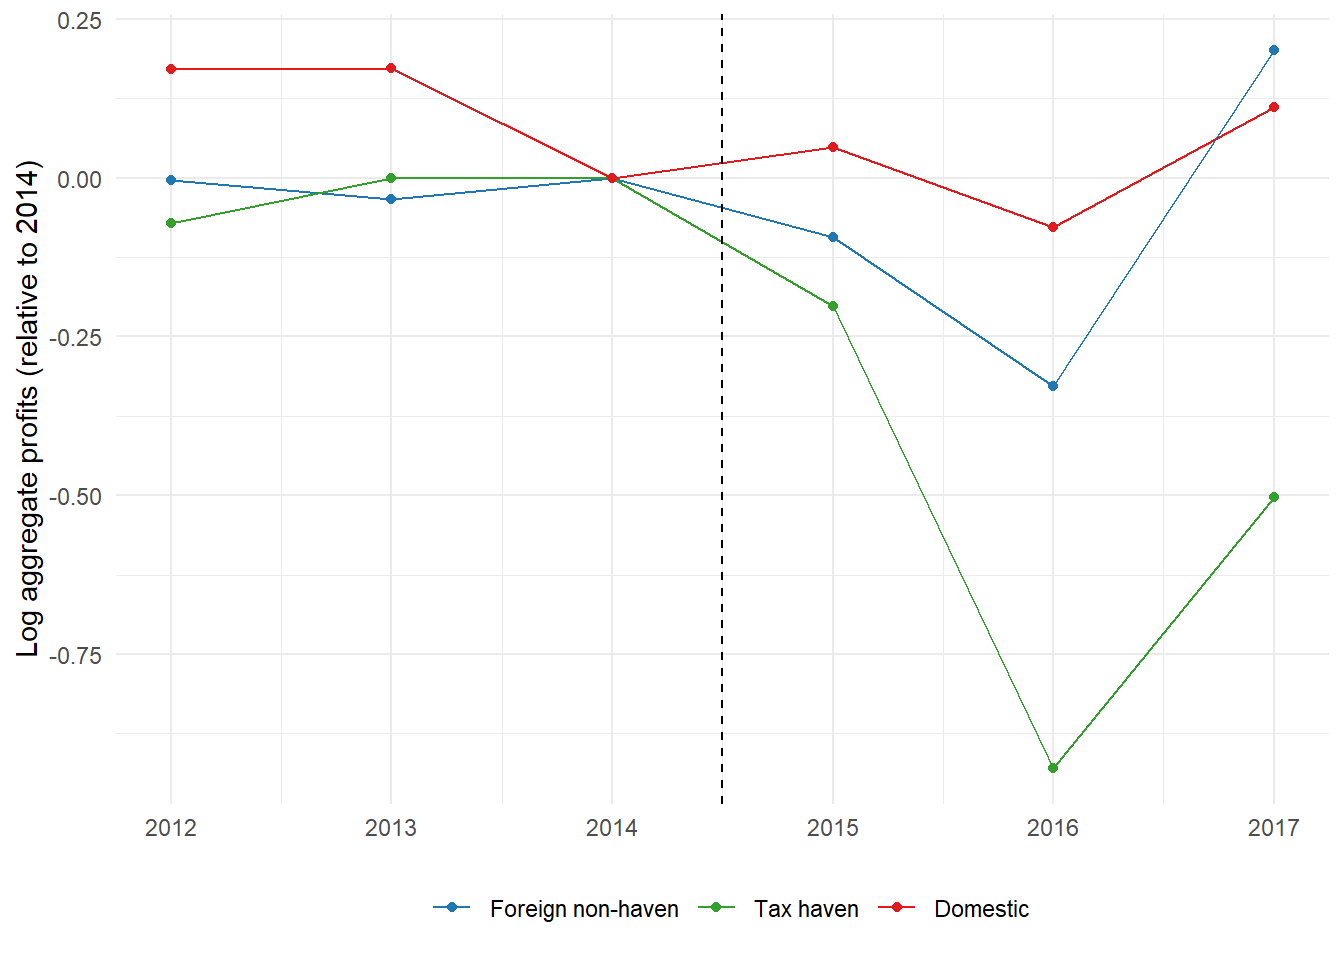 Log aggregate profits (relative to 2014)
0.25
0.00
-0.25
-0.50
-0.75
2012 2013 2014 2015 2016 2017
Foreign non-haven Tax haven Domestic